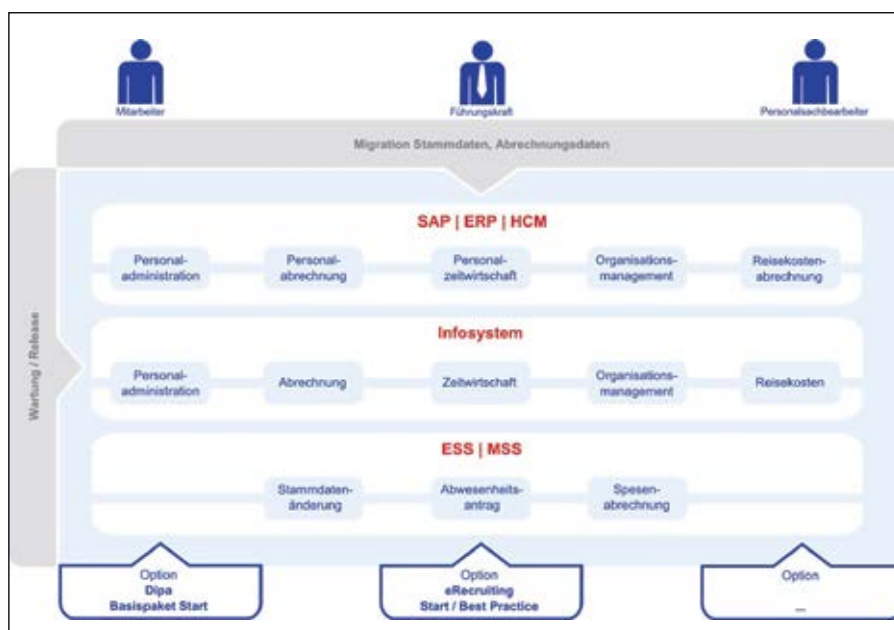 Mitarbeiter
Führungskraft
Personalsachbearbeiter
Migration Stammdaten, Abrechnungsdaten
Wartung / Release
SAP | ERP | HCM
Personal-
administration
Personal-
abrechnung
Personal-
zeitwirtschaft
Organisations-
management
Reisekosten-
abrechnung
Infosystem
Personal-
administration
Abrechnung
Zeitwirtschaft
Organisations-
management
Reisekosten
ESS | MSS
Stammdaten-
änderung
Abwesenheits-
antrag
Spesen-
abrechnung
Option
Dipa
Basispaket Start
Option
eRecruiting
Start / Best Practice
Option
...